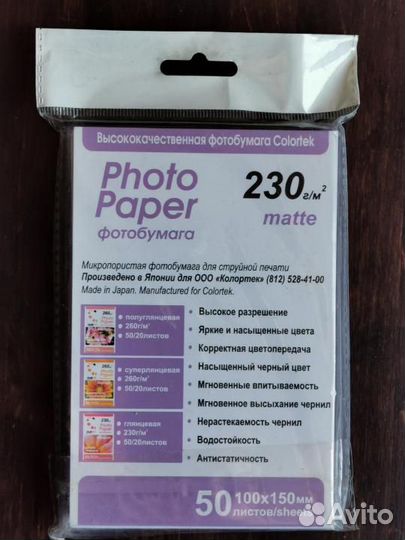 Высококачественная фотобумага Colortek
Photo
Paper
фотобумага
230 г/м²
matte
Микропористая фотобумага для струйной печати
Произведено в Японии для ООО «Колортек» (812) 528-41-00
Made in Japan. Manufactured for Colortek.
полуглянцевая
260г/м²
50/20листов
суперглянцевая
260г/м²
50/20листов
глянцевая
230г/м²
50/20листов
• Высокое разрешение
• Яркие и насыщенные цвета
• Корректная цветопередача
• Насыщенный черный цвет
• Мгновенные впитываемость
• Мгновенное высыхание чернил
• Нерастекаемость чернил
• Водостойкость
• Антистатичность
50 100x150мм
листов/sheets
Avito